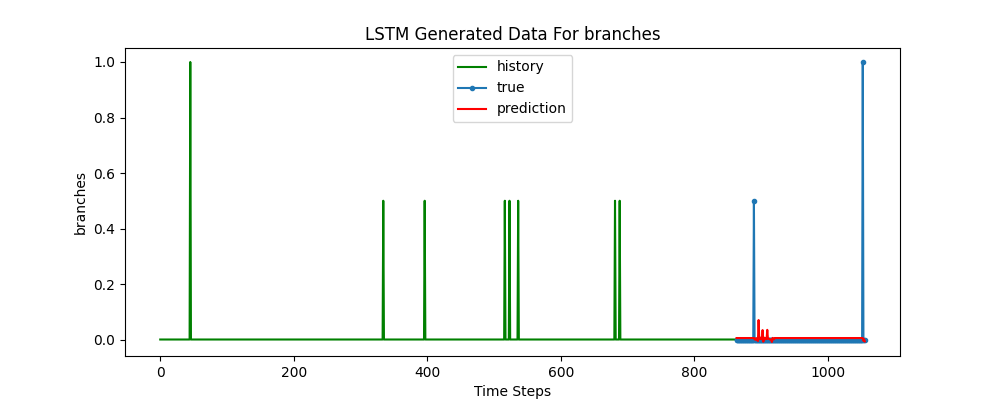 LSTM Generated Data For branches
history
true
prediction
1.0
0.8
0.6
0.4
0.2
0.0
branches
0
200
400
600
800
1000
Time Steps